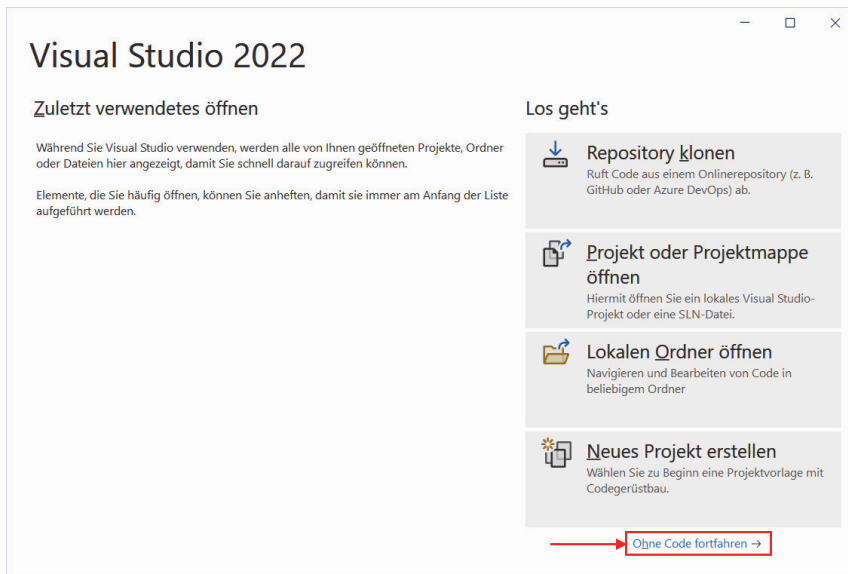 Visual Studio 2022
Zuletzt verwendetes öffnen
Während Sie Visual Studio verwenden, werden alle von Ihnen geöffneten Projekte, Ordner
oder Dateien hier angezeigt, damit Sie schnell darauf zugreifen können.
Elemente, die Sie häufig öffnen, können Sie anheften, damit sie immer am Anfang der Liste
aufgeführt werden.
Los geht's
Repository klonen
Ruft Code aus einem Onlinerepository (z. B.
GitHub oder Azure DevOps) ab.
Projekt oder Projektmappe
öffnen
Hiermit öffnen Sie ein lokales Visual Studio-
Projekt oder eine SLN-Datei.
Lokalen Ordner öffnen
Navigieren und Bearbeiten von Code in
beliebigem Ordner
Neues Projekt erstellen
Wählen Sie zu Beginn eine Projektvorlage mit
Codegerüstbau.
Ohne Code fortfahren →